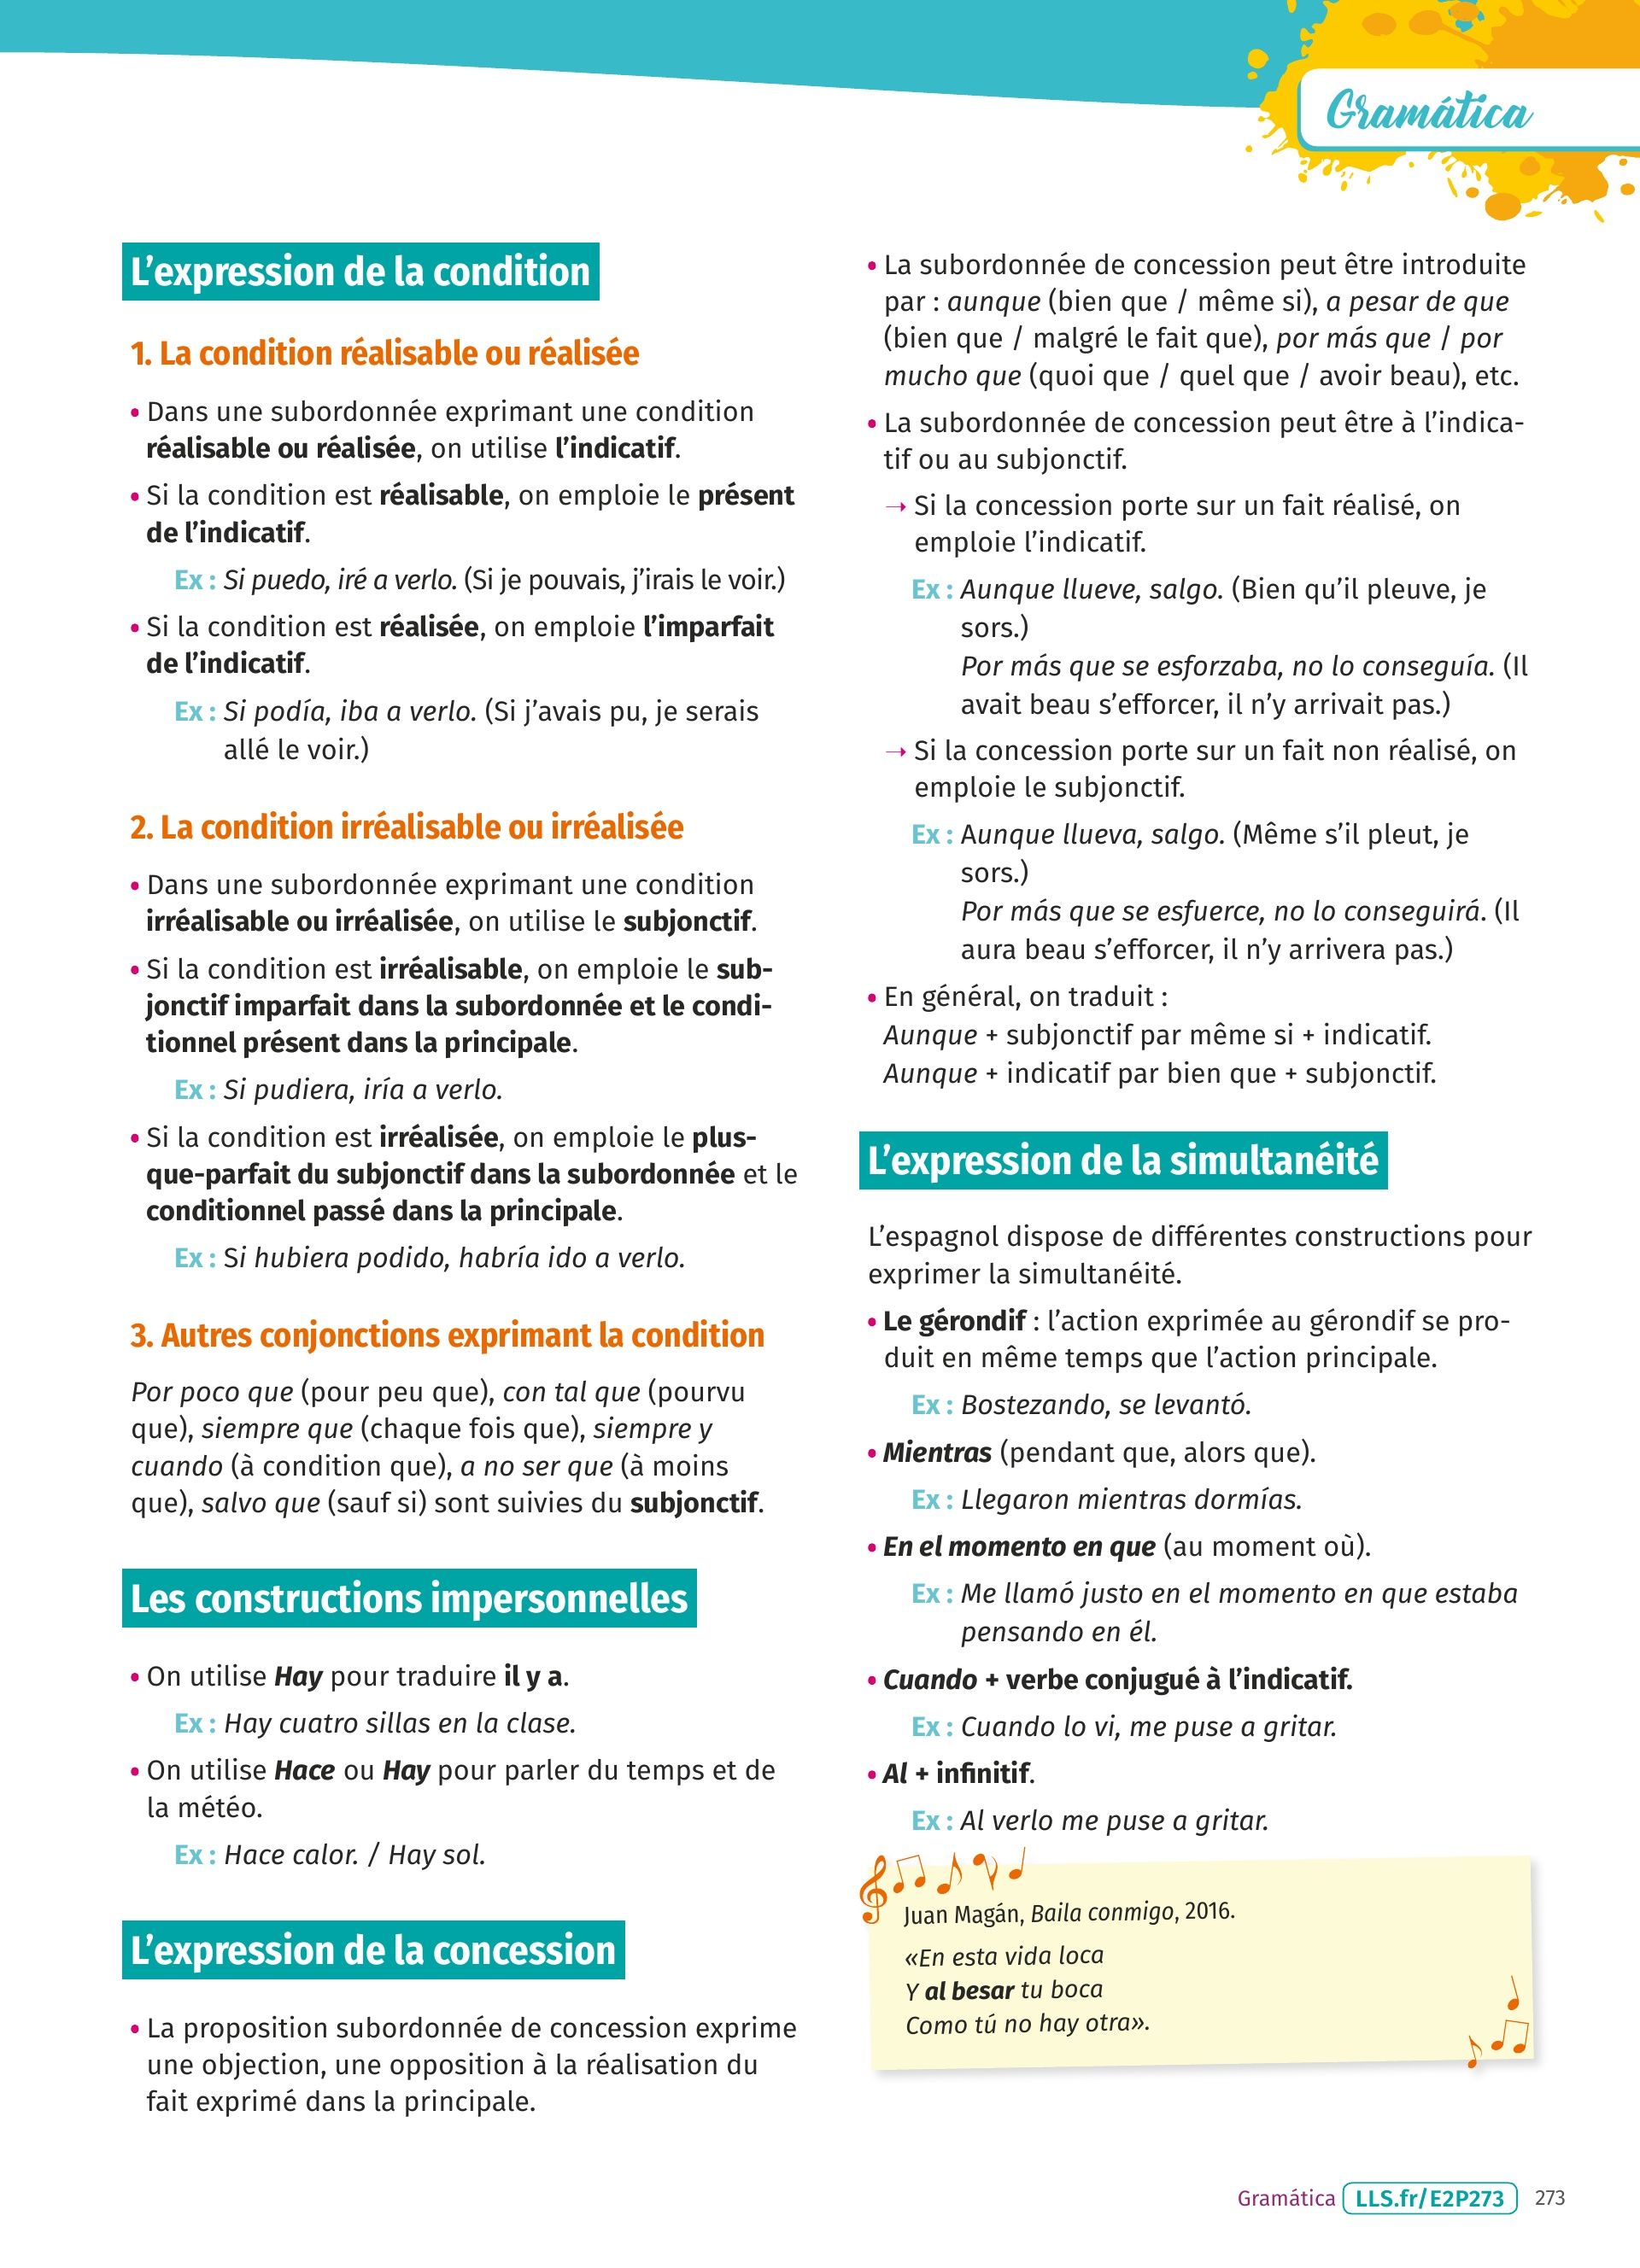 Gramática
L'expression de la condition
1. La condition réalisable ou réalisée
• Dans une subordonnée exprimant une condition
réalisable ou réalisée, on utilise l'indicatif.
• Si la condition est réalisable, on emploie le présent
de l'indicatif.
Ex : Si puedo, iré a verlo. (Si je pouvais, j'irais le voir.)
• Si la condition est réalisée, on emploie l'imparfait
de l'indicatif.
Ex : Si podía, iba a verlo. (Si j'avais pu, je serais
allé le voir.)
2. La condition irréalisable ou irréalisée
• Dans une subordonnée exprimant une condition
irréalisable ou irréalisée, on utilise le subjonctif.
• Si la condition est irréalisable, on emploie le sub-
jonctif imparfait dans la subordonnée et le condi-
tionnel présent dans la principale.
Ex : Si pudiera, iría a verlo.
• Si la condition est irréalisée, on emploie le plus-
que-parfait du subjonctif dans la subordonnée et le
conditionnel passé dans la principale.
Ex : Si hubiera podido, habría ido a verlo.
3. Autres conjonctions exprimant la condition
Por poco que (pour peu que), con tal que (pourvu
que), siempre que (chaque fois que), siempre y
cuando (à condition que), a no ser que (à moins
que), salvo que (sauf si) sont suivies du subjonctif.
Les constructions impersonnelles
• On utilise Hay pour traduire il y a.
Ex : Hay cuatro sillas en la clase.
• On utilise Hace ou Hay pour parler du temps et de
la météo.
Ex : Hace calor. / Hay sol.
L'expression de la concession
• La proposition subordonnée de concession exprime
une objection, une opposition à la réalisation du
fait exprimé dans la principale.
• La subordonnée de concession peut être introduite
par : aunque (bien que / même si), a pesar de que
(bien que / malgré le fait que), por más que / por
mucho que (quoi que / quel que / avoir beau), etc.
• La subordonnée de concession peut être à l'indica-
tif ou au subjonctif.
→ Si la concession porte sur un fait réalisé, on
emploie l'indicatif.
Ex : Aunque llueve, salgo. (Bien qu'il pleuve, je
sors.)
Por más que se esforzaba, no lo conseguía. (Il
avait beau s'efforcer, il n'y arrivait pas.)
→ Si la concession porte sur un fait non réalisé, on
emploie le subjonctif.
Ex : Aunque llueva, salgo. (Même s'il pleut, je
sors.)
Por más que se esfuerce, no lo conseguirá. (Il
aura beau s'efforcer, il n'y arrivera pas.)
• En général, on traduit :
Aunque + subjonctif par même si + indicatif.
Aunque + indicatif par bien que + subjonctif.
L'expression de la simultanéité
L'espagnol dispose de différentes constructions pour
exprimer la simultanéité.
• Le gérondif : l'action exprimée au gérondif se pro-
duit en même temps que l'action principale.
Ex : Bostezando, se levantó.
• Mientras (pendant que, alors que).
Ex : Llegaron mientras dormías.
• En el momento en que (au moment où).
Ex : Me llamó justo en el momento en que estaba
pensando en él.
• Cuando + verbe conjugué à l'indicatif.
Ex : Cuando lo vi, me puse a gritar.
• Al + infinitif.
Ex : Al verlo me puse a gritar.
Juan Magán, Baila conmigo, 2016.
«En esta vida loca
Y al besar tu boca
Como tú no hay otra».
Gramática LLS.fr/E2P273 273